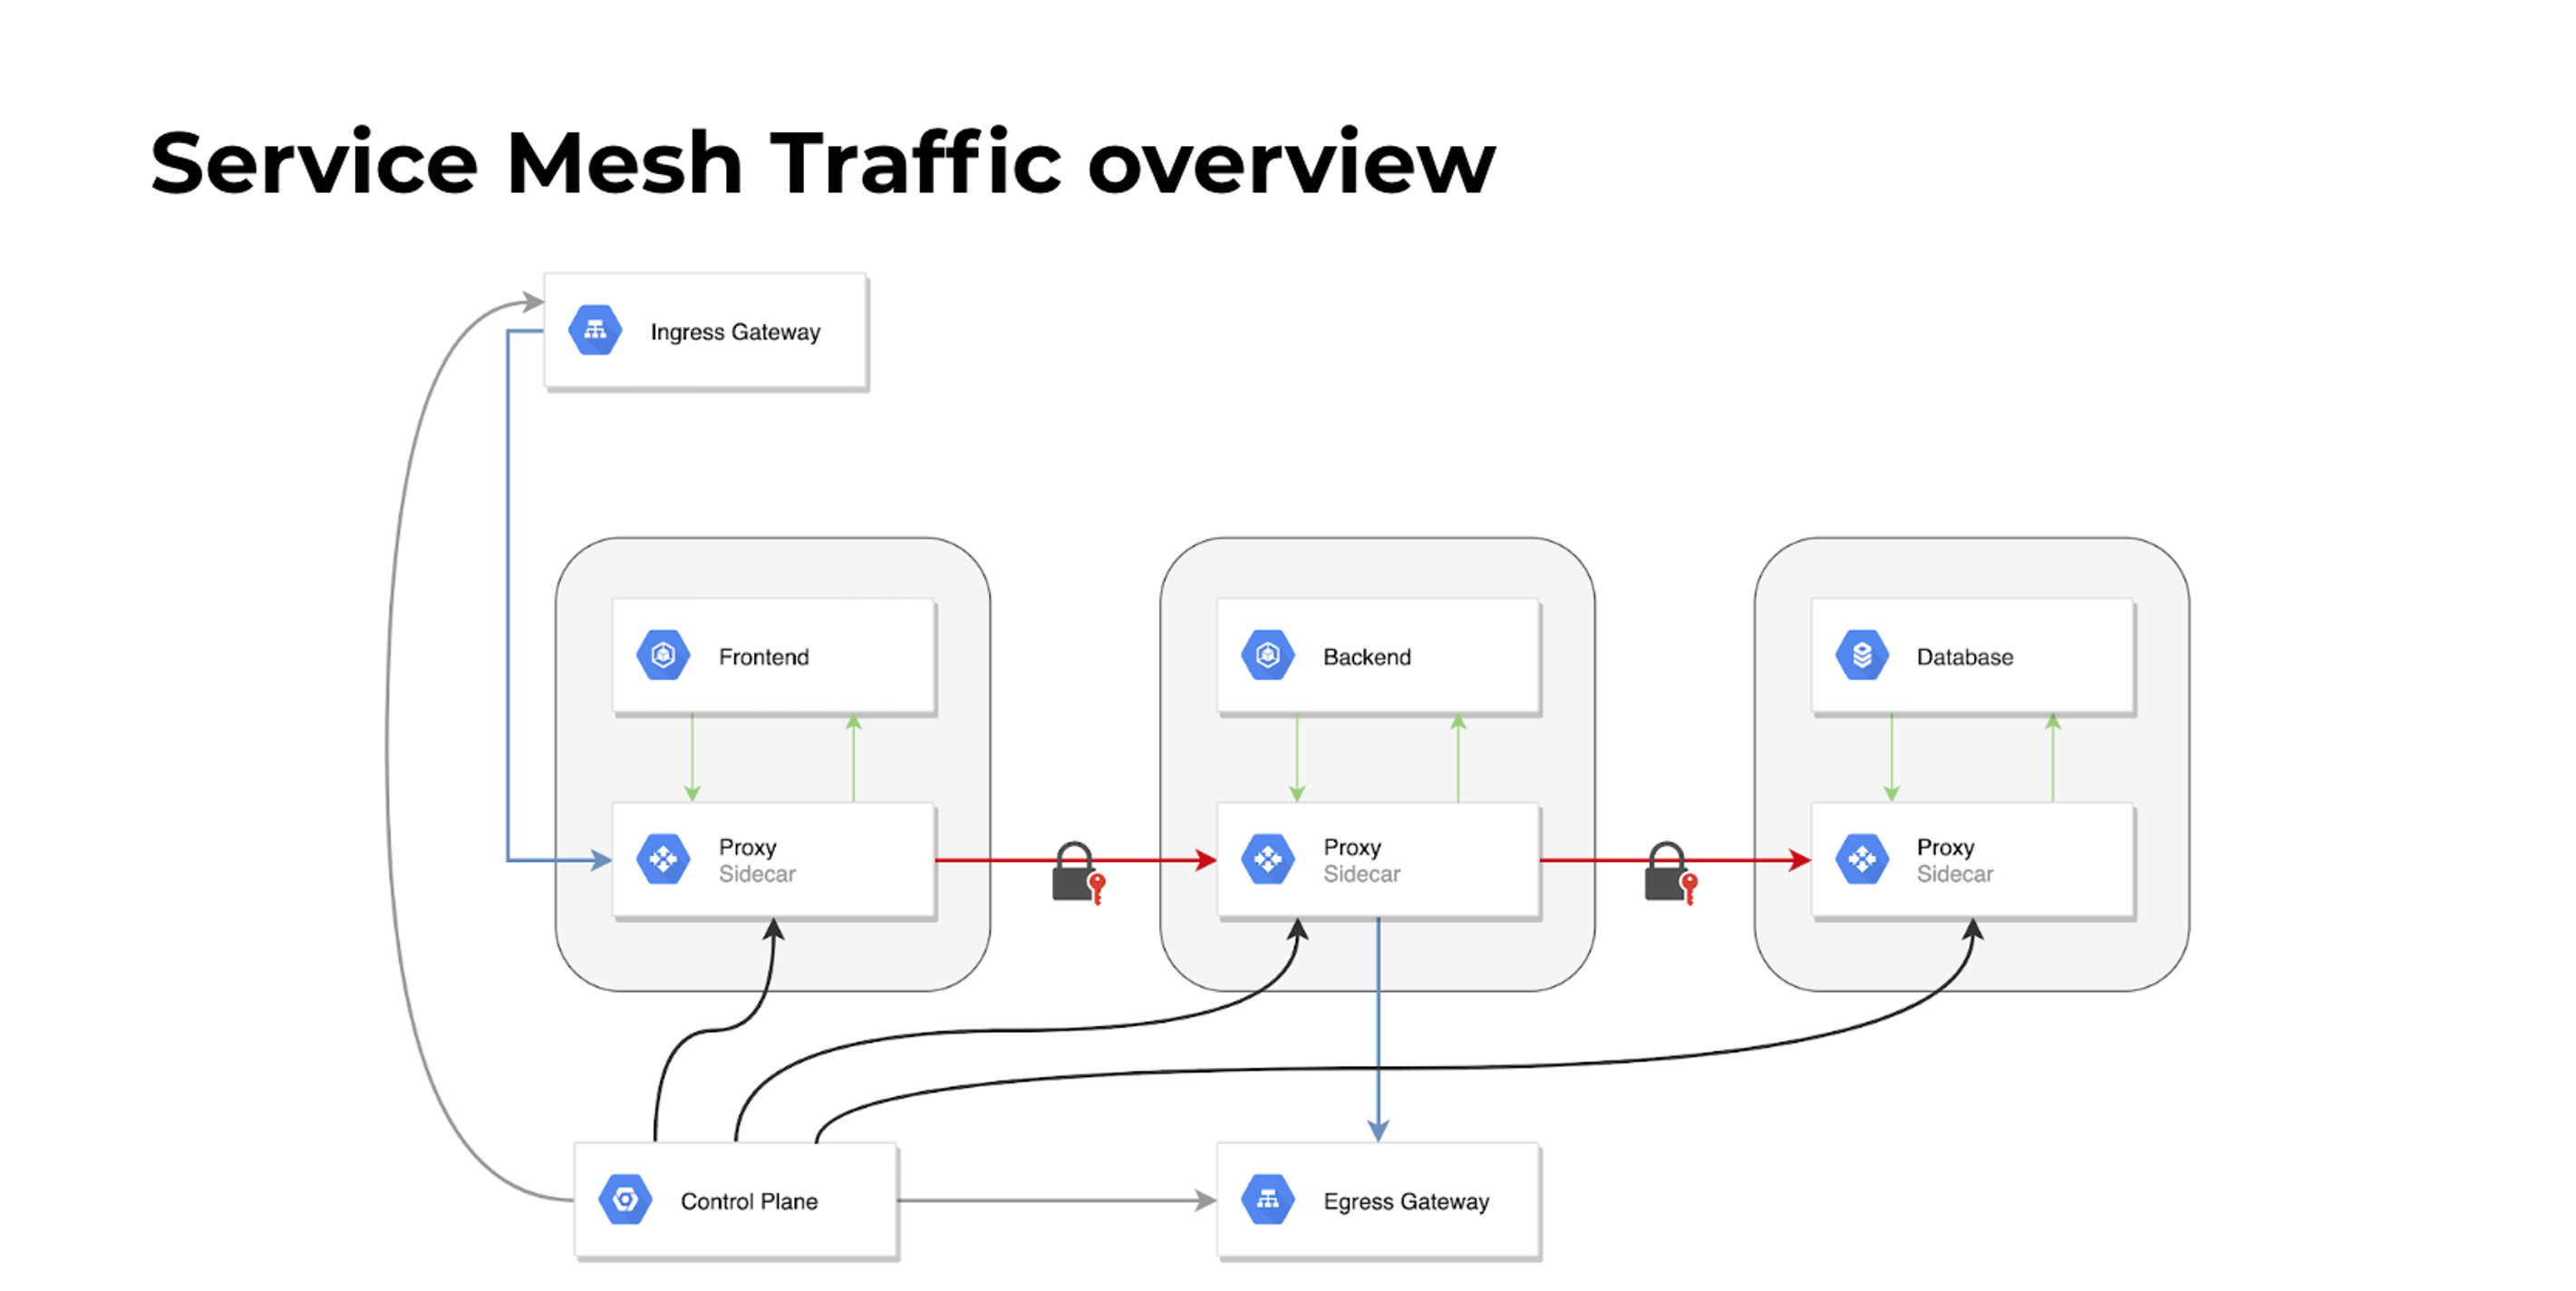 Service Mesh Traffic overview
Ingress Gateway
Frontend
Backend
Database
Proxy
Sidecar
Proxy
Sidecar
Proxy
Sidecar
Control Plane
Egress Gateway